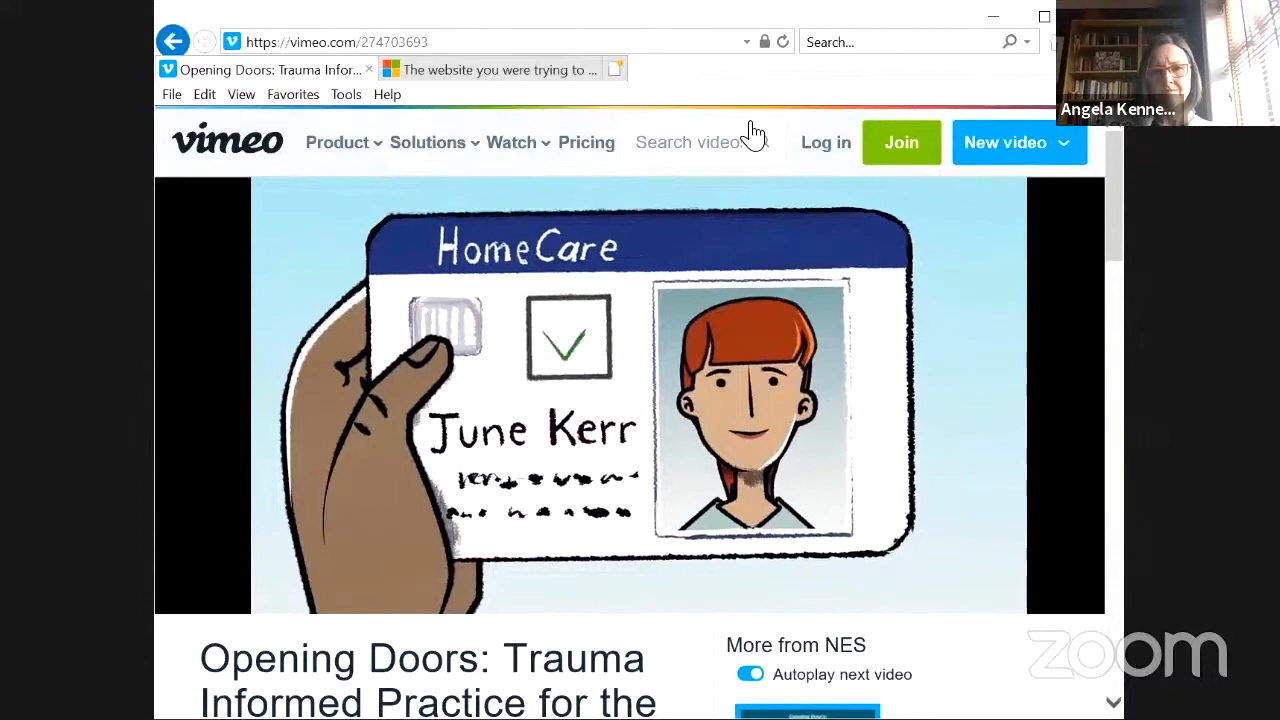 https://vimeo.com/274703693
Search...
Opening Doors: Trauma Infor...
The website you were trying to ...
File Edit View Favorites Tools Help
Angela Kenne...
vimeo
Product Solutions Watch Pricing
Search video
Log in
Join
New video
HomeCare
June Kerr
Opening Doors: Trauma
Informed Practice for the
More from NES
Autoplay next video
zoom